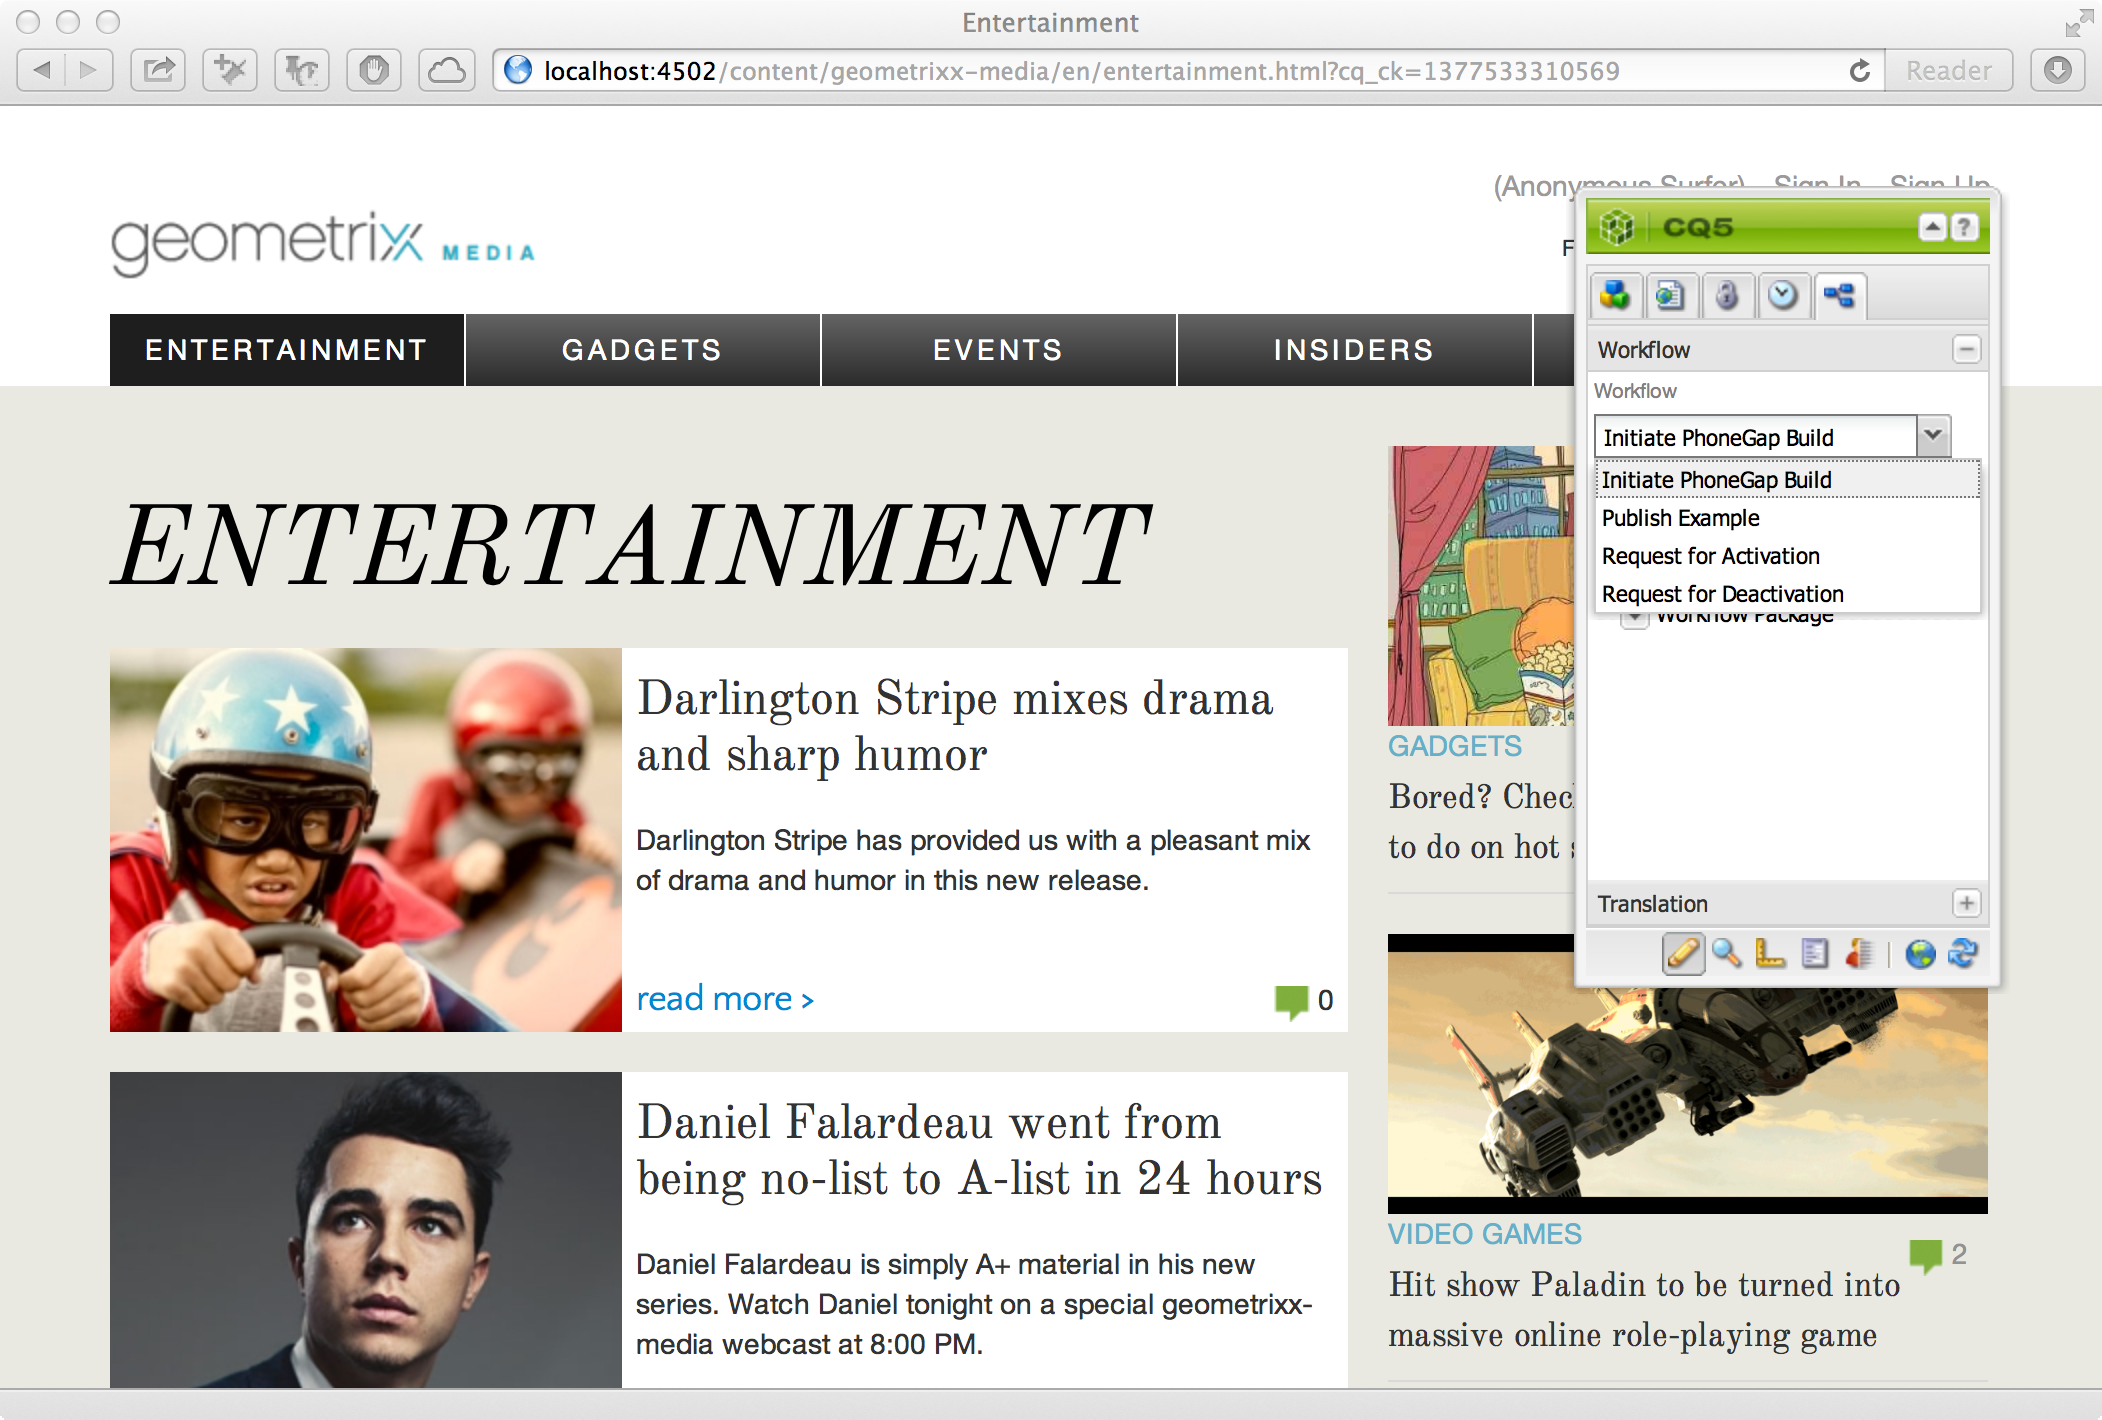 Entertainment
localhost:4502/content/geometrixx-media/en/entertainment.html?cq_ck=1377533310569
Reader
(Anonymous Surfer) Sign In Sign Up
geometrixx MEDIA
F
ENTERTAINMENT
GADGETS
EVENTS
INSIDERS
CQ5
?
Workflow
Workflow
Initiate PhoneGap Build
Initiate PhoneGap Build
Publish Example
Request for Activation
Request for Deactivation
Workflow Package
Translation
ENTERTAINMENT
Darlington Stripe mixes drama
and sharp humor
Darlington Stripe has provided us with a pleasant mix
of drama and humor in this new release.
read more >
0
Daniel Falardeau went from
being no-list to A-list in 24 hours
Daniel Falardeau is simply A+ material in his new
series. Watch Daniel tonight on a special geometrixx-
media webcast at 8:00 PM.
GADGETS
Bored? Chec
to do on hot
VIDEO GAMES
2
Hit show Paladin to be turned into
massive online role-playing game